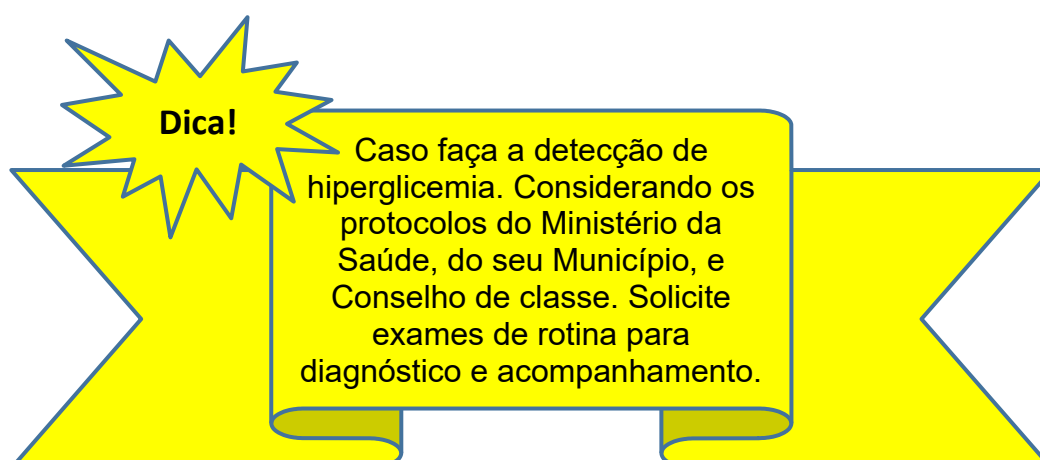 Dica!
Caso faça a detecção de
hiperglicemia. Considerando os
protocolos do Ministério da
Saúde, do seu Município, e
Conselho de classe. Solicite
exames de rotina para
diagnóstico e acompanhamento.